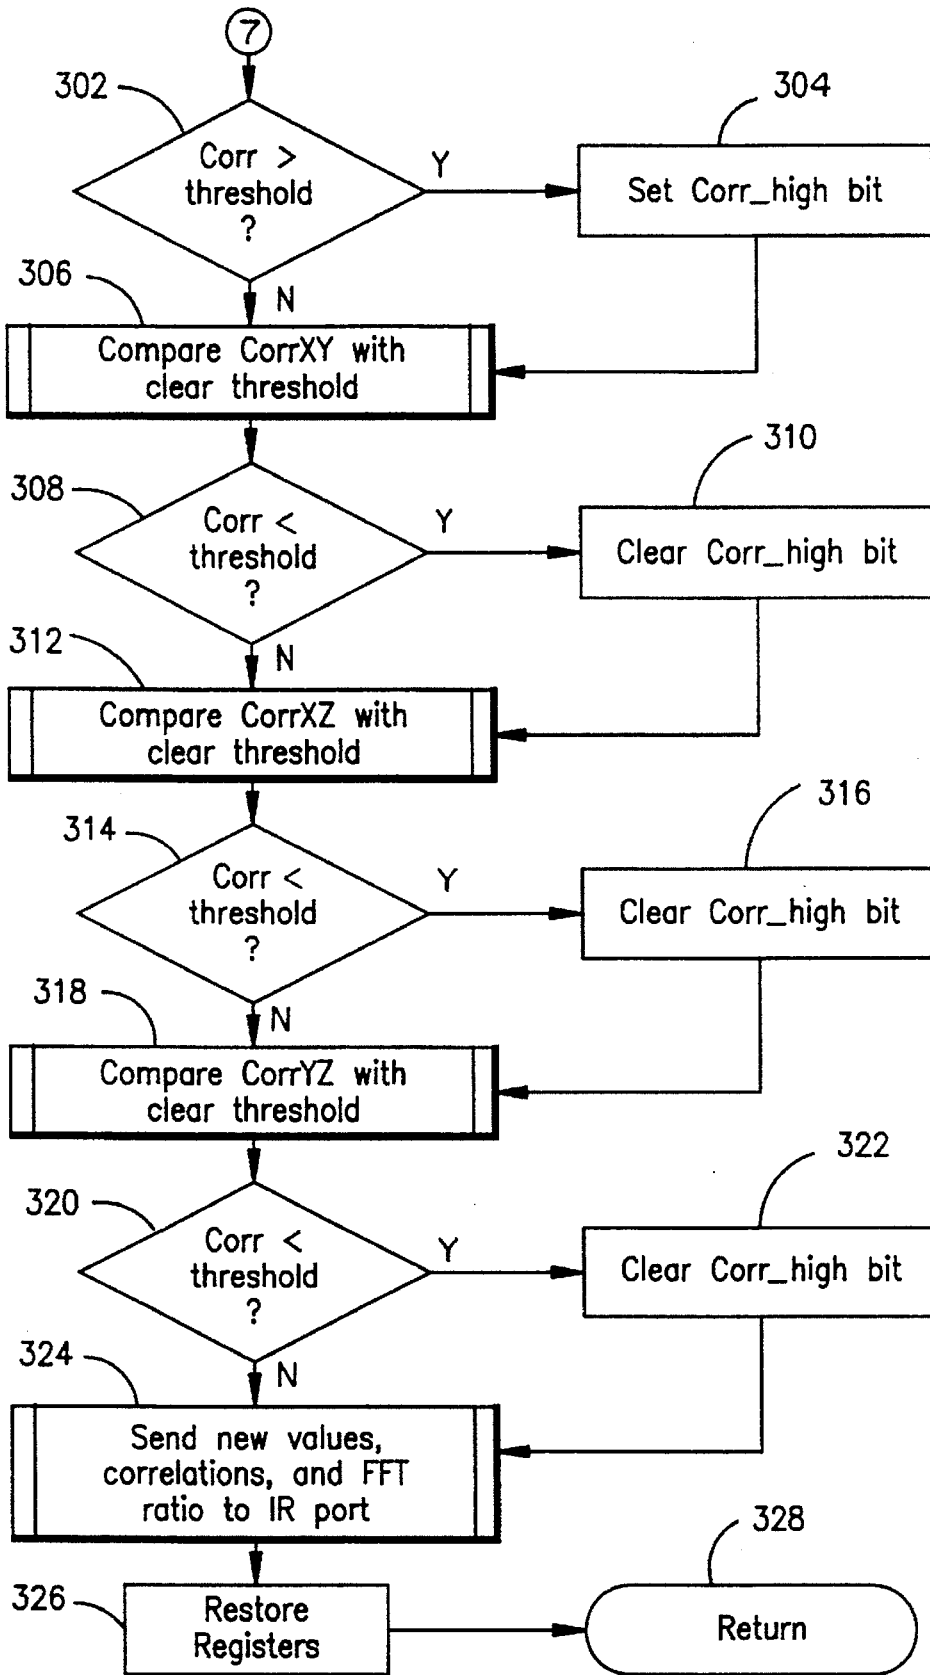 7
302
Corr >
threshold
?
Y
304
Set Corr_high bit
N
306
Compare CorrXY with
clear threshold
308
Corr <
threshold
?
Y
310
Clear Corr_high bit
N
312
Compare CorrXZ with
clear threshold
314
Corr <
threshold
?
Y
316
Clear Corr_high bit
N
318
Compare CorrYZ with
clear threshold
320
Corr <
threshold
?
Y
322
Clear Corr_high bit
N
324
Send new values,
correlations, and FFT
ratio to IR port
326
Restore
Registers
328
Return